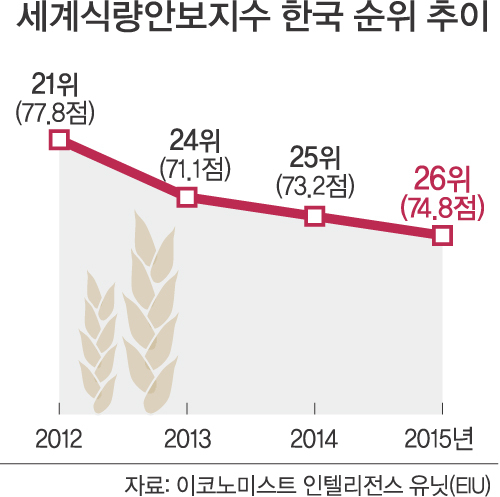 세계식량안보지수 한국 순위 추이
21위
(77.8점)
24위
(71.1점)
25위
(73.2점)
26위
(74.8점)
2012 2013 2014 2015년
자료: 이코노미스트 인텔리전스 유닛(EIU)